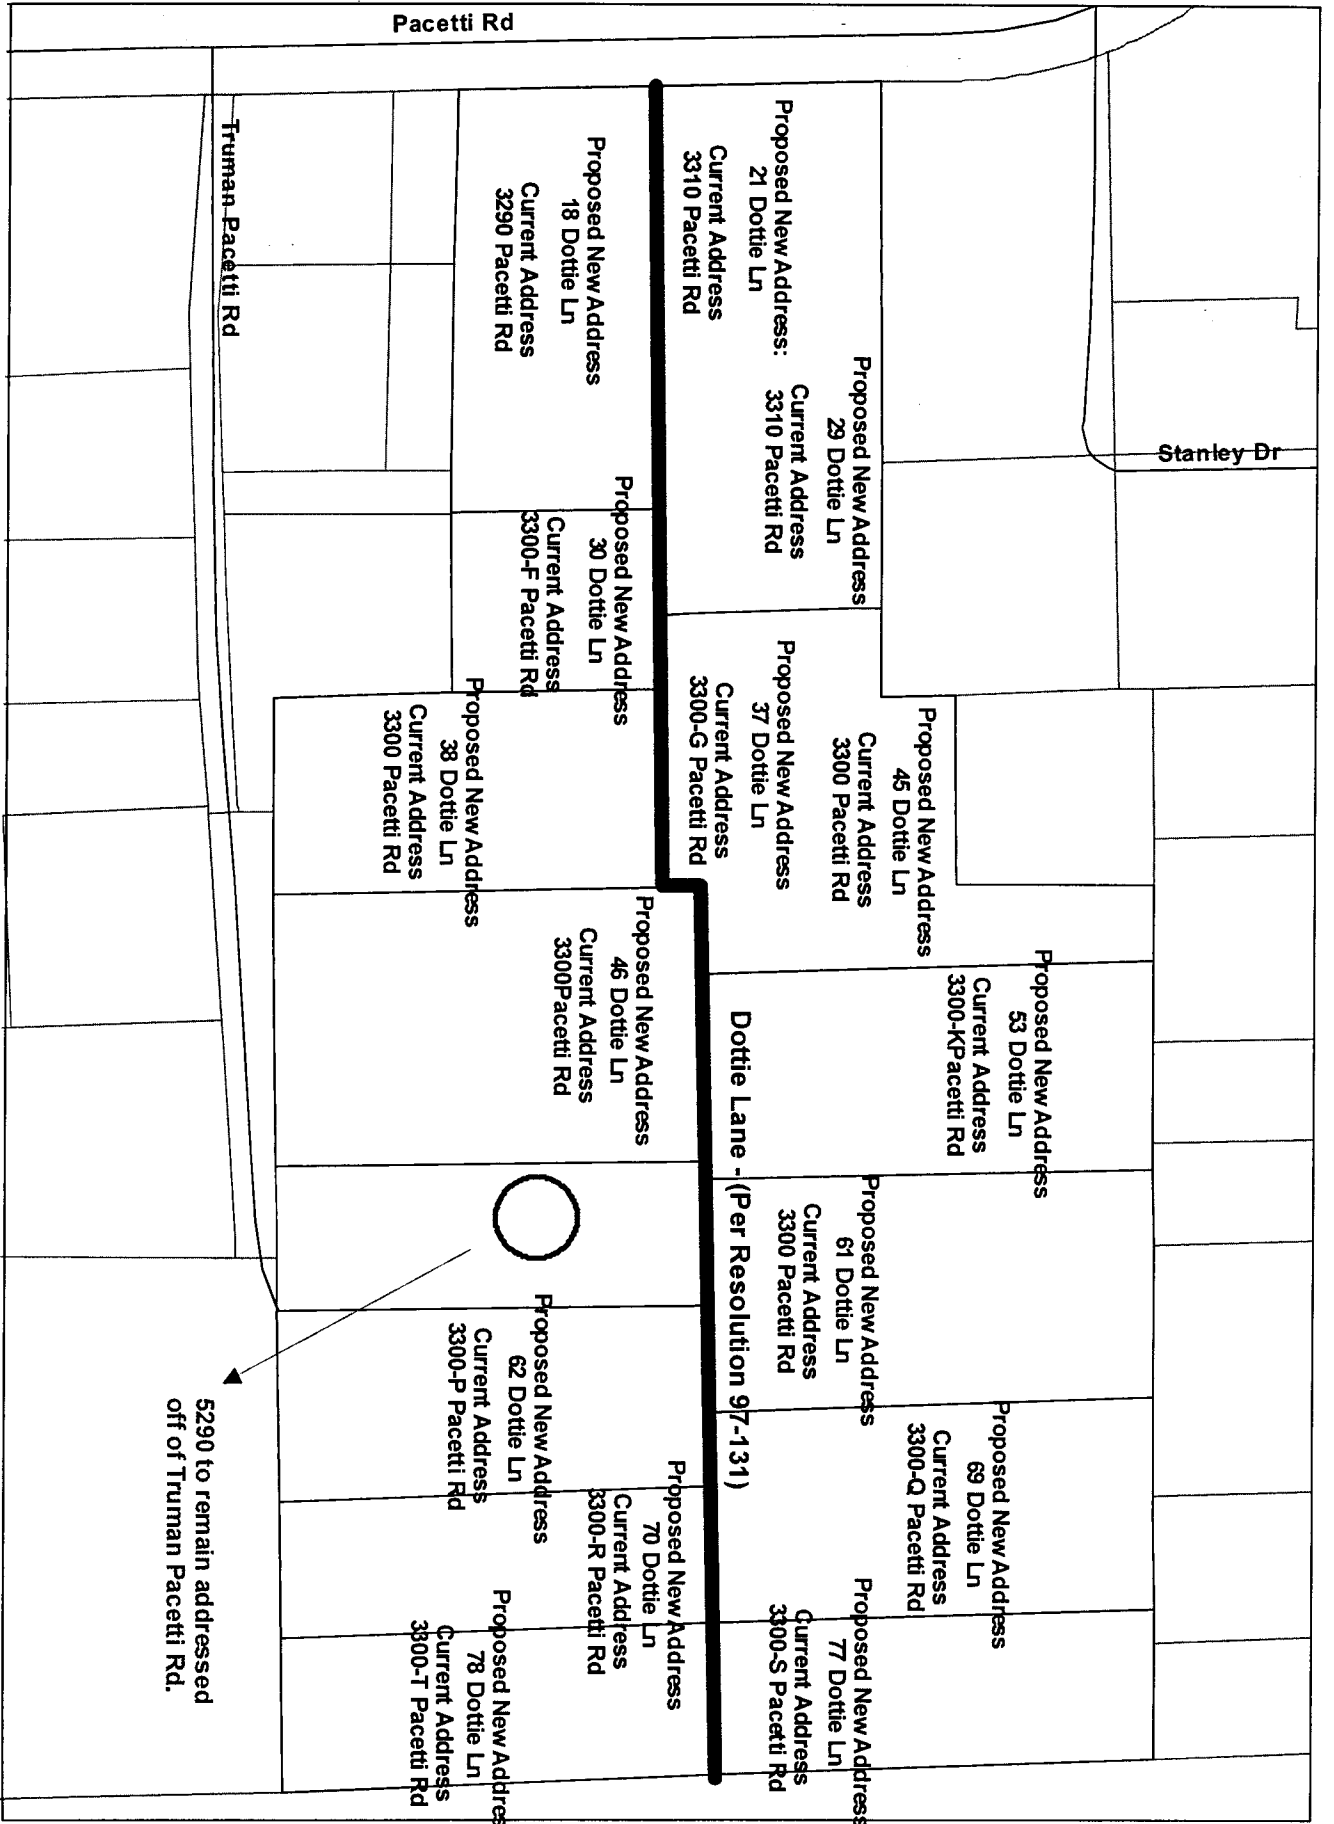 Pacetti Rd
Stanley Dr
Truman Pacetti Rd
Proposed New Address:
21 Dottie Ln
Current Address
3310 Pacetti Rd
Proposed New Address
29 Dottie Ln
Current Address
3310 Pacetti Rd
Proposed New Address
18 Dottie Ln
Current Address
3290 Pacetti Rd
Proposed New Address
30 Dottie Ln
Current Address
3300-F Pacetti Rd
Proposed New Address
37 Dottie Ln
Current Address
3300-G Pacetti Rd
Proposed New Address
45 Dottie Ln
Current Address
3300 Pacetti Rd
Proposed New Address
38 Dottie Ln
Current Address
3300 Pacetti Rd
Proposed New Address
46 Dottie Ln
Current Address
3300Pacetti Rd
Proposed New Address
53 Dottie Ln
Current Address
3300-KPacetti Rd
Dottie Lane - (Per Resolution 97-131)
Proposed New Address
61 Dottie Ln
Current Address
3300 Pacetti Rd
Proposed New Address
62 Dottie Ln
Current Address
3300-P Pacetti Rd
Proposed New Address
69 Dottie Ln
Current Address
3300-Q Pacetti Rd
Proposed New Address
70 Dottie Ln
Current Address
3300-R Pacetti Rd
Proposed New Address
77 Dottie Ln
Current Address
3300-S Pacetti Rd
Proposed New Addres
78 Dottie Ln
Current Address
3300-T Pacetti Rd
5290 to remain addressed
off of Truman Pacetti Rd.